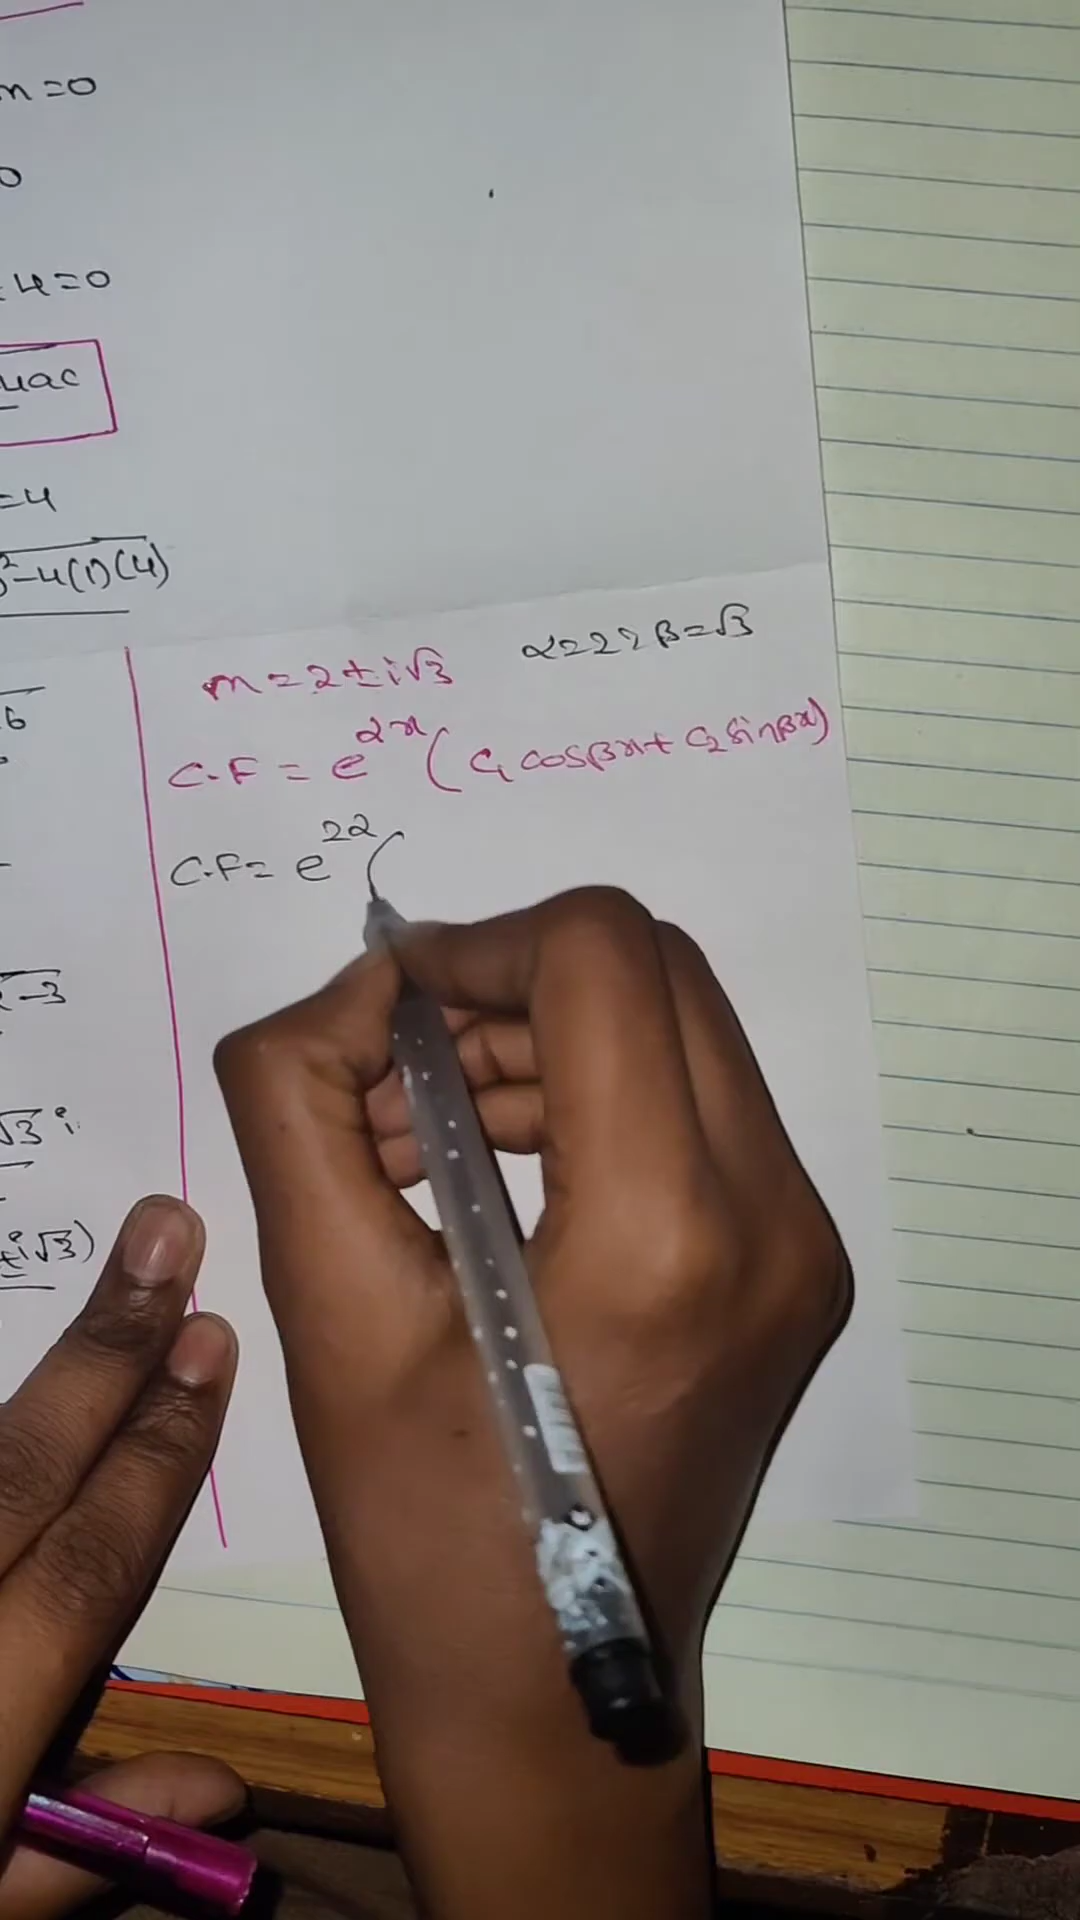 m=0
0
4=0
4ac
=4
²-4(1)(4)
6
-3
√3 i
±i√3)
m = 2 ± i√3 α=2, β=√3
C.F = e^αx (C₁ cosβx + C₂ sinβx)
C.F = e^2x (